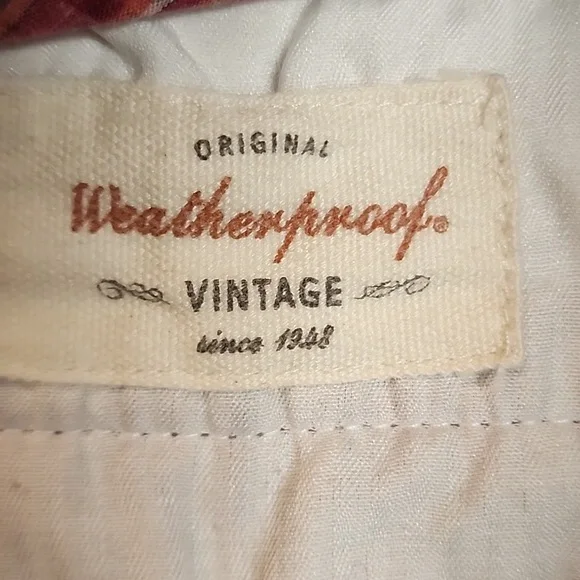 ORIGINAL
Weatherproof®
VINTAGE
since 1948